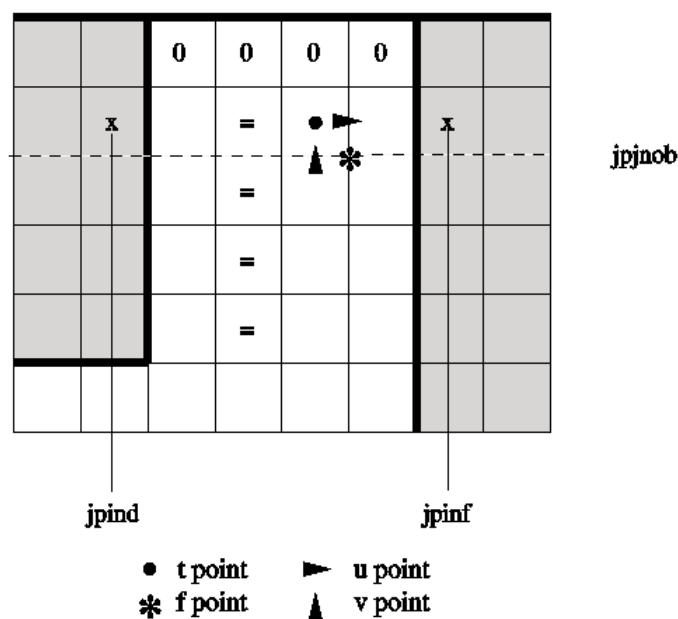 0 0 0 0
x = x
jpjnob
=
=
=
jpind jpinf
t point u point
f point v point